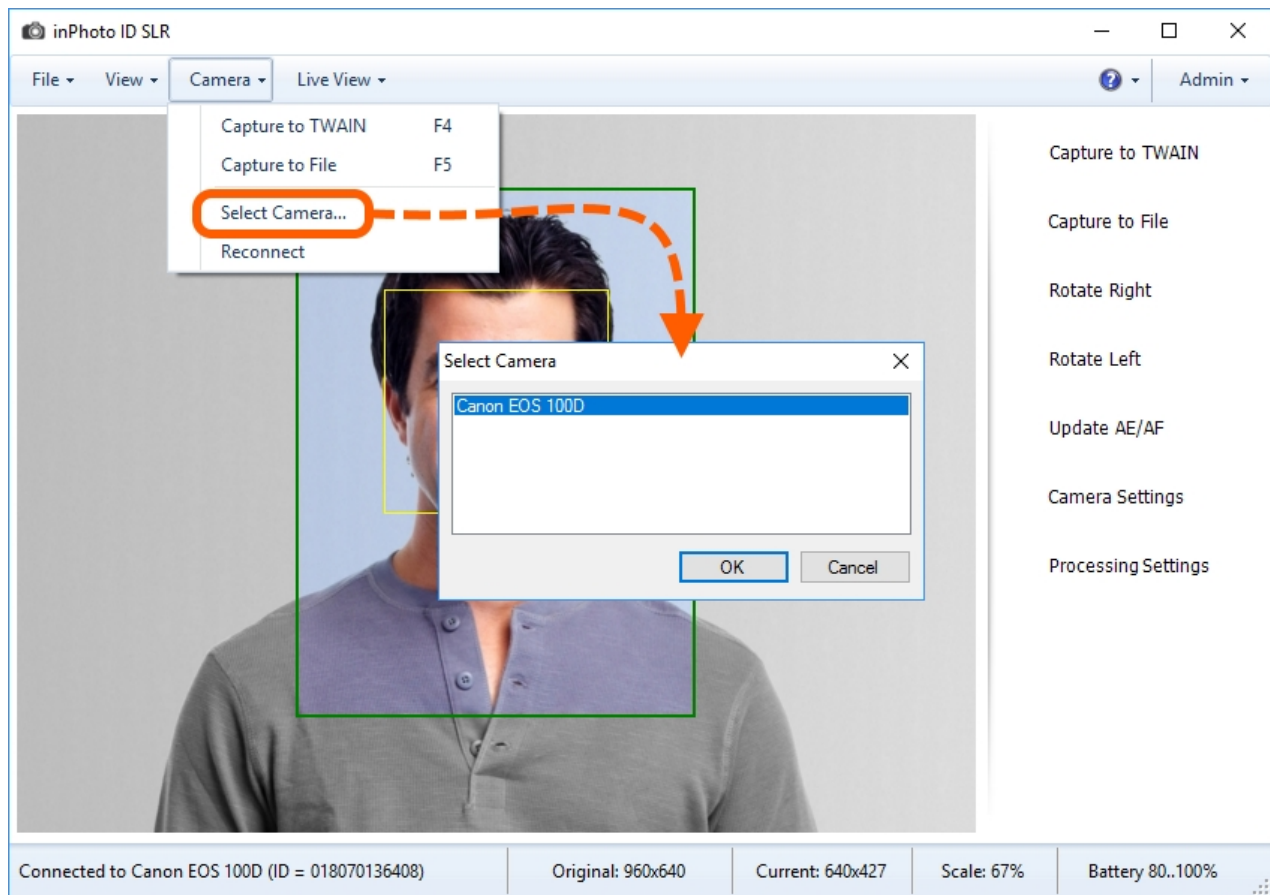 inPhoto ID SLR
File View Camera Live View ? Admin
Capture to TWAIN F4
Capture to File F5
Select Camera...
Reconnect
Select Camera
Canon EOS 100D
OK Cancel
Capture to TWAIN
Capture to File
Rotate Right
Rotate Left
Update AE/AF
Camera Settings
Processing Settings
Connected to Canon EOS 100D (ID = 018070136408) Original: 960x640 Current: 640x427 Scale: 67% Battery 80..100%